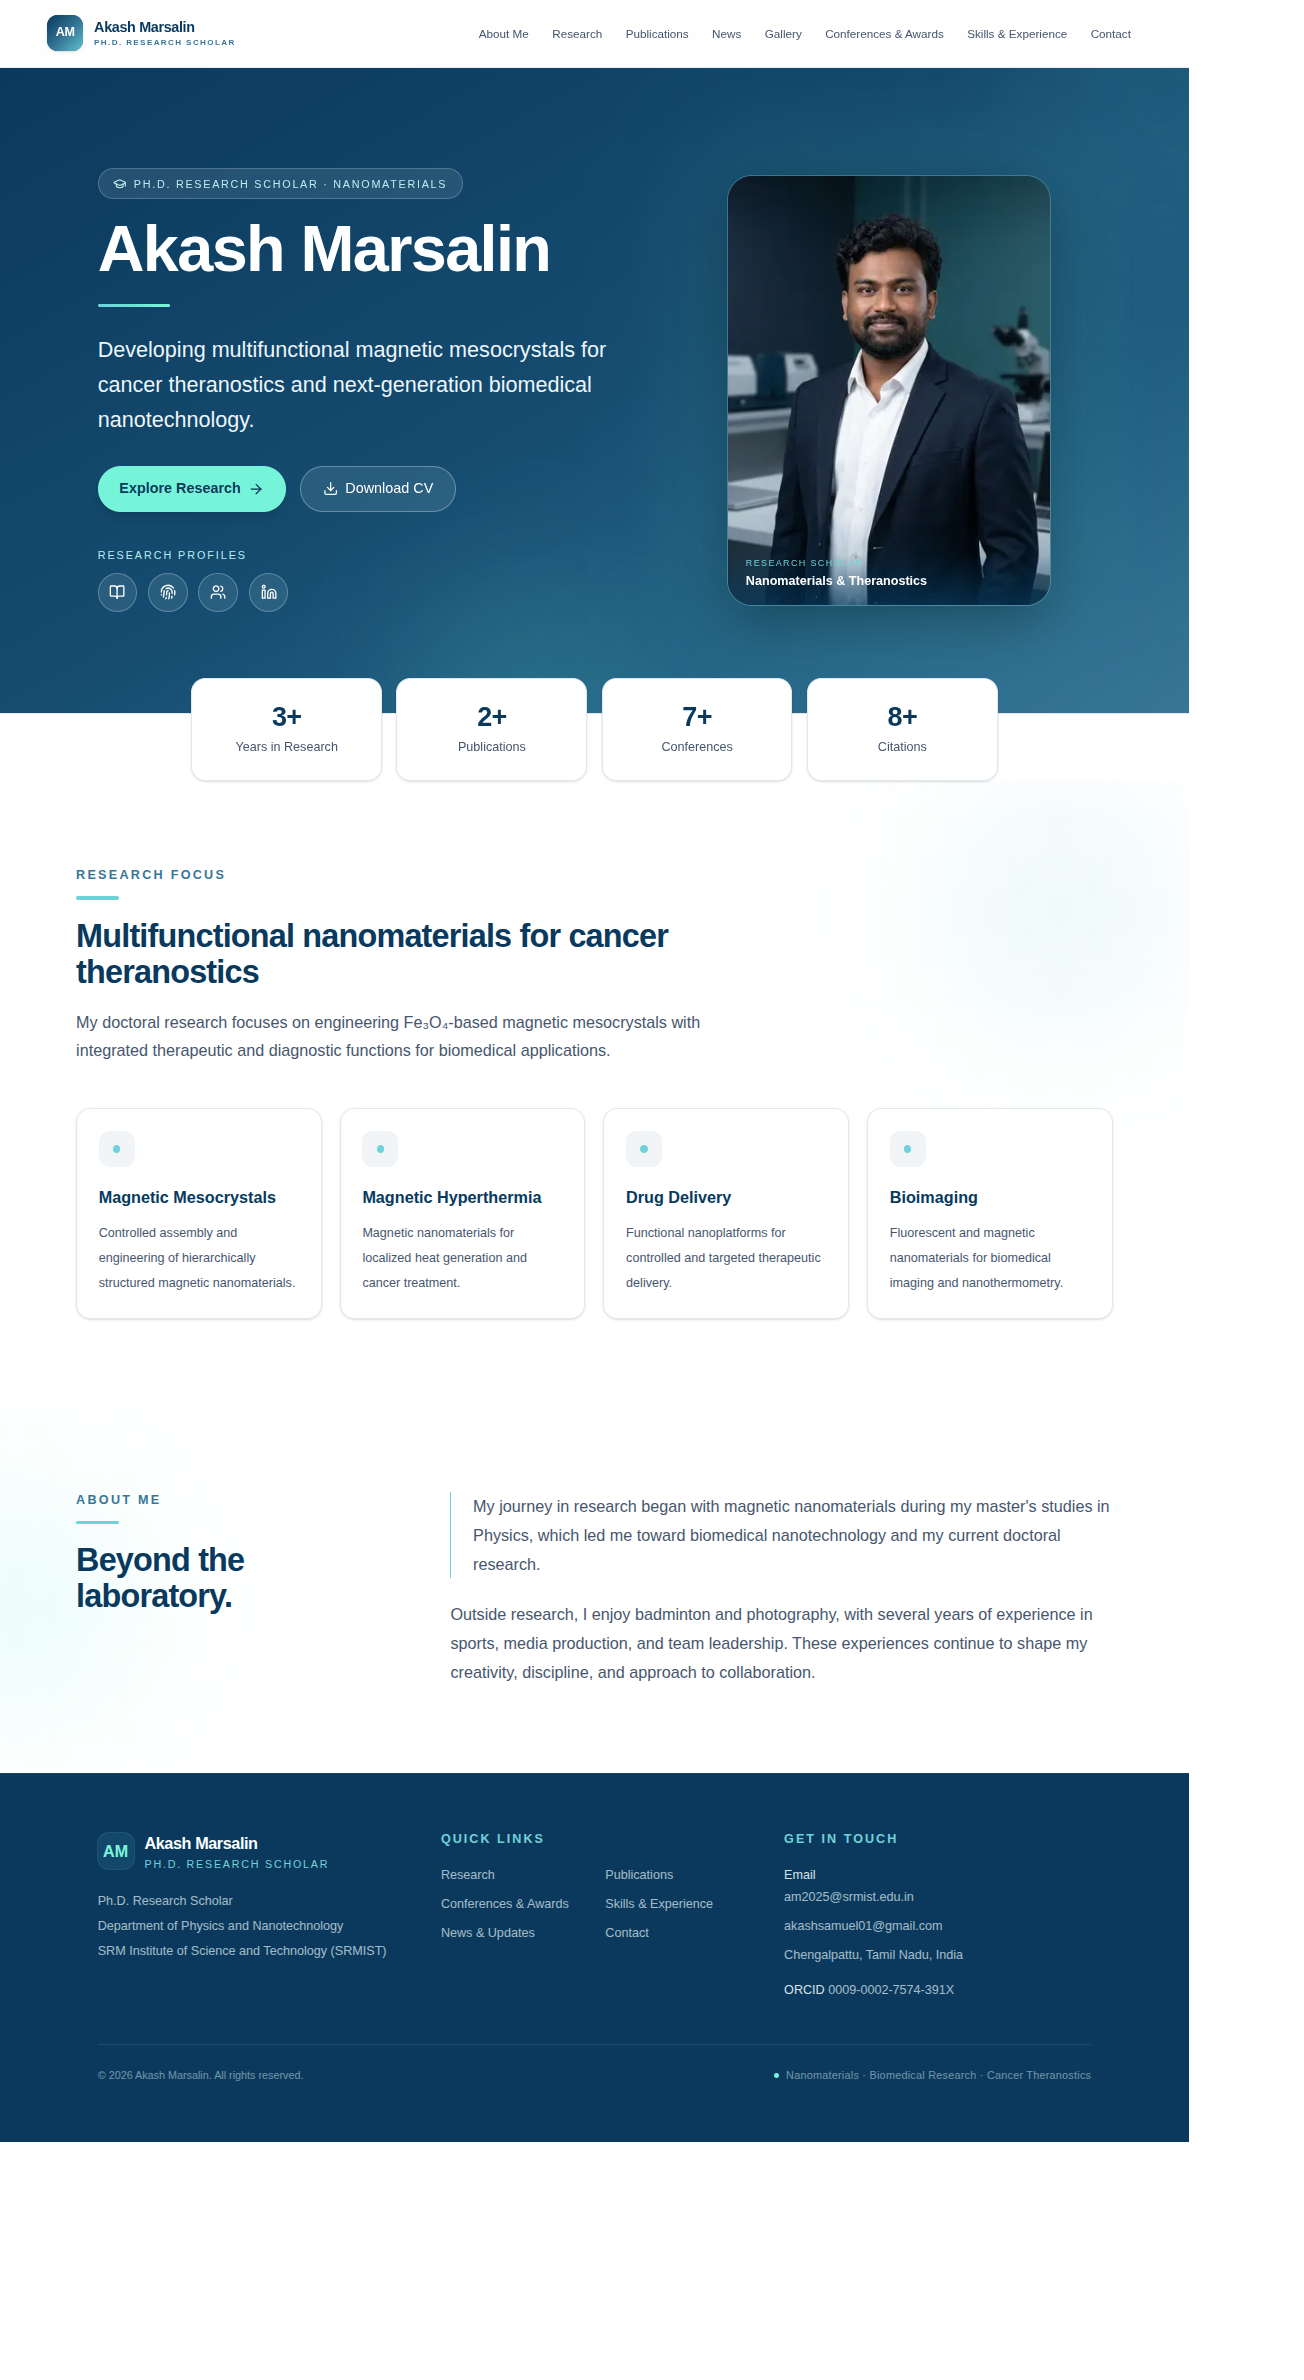 AM
Akash Marsalin
PH.D. RESEARCH SCHOLAR
About Me Research Publications News Gallery Conferences & Awards Skills & Experience Contact
PH.D. RESEARCH SCHOLAR · NANOMATERIALS
Akash Marsalin
Developing multifunctional magnetic mesocrystals for
cancer theranostics and next-generation biomedical
nanotechnology.
Explore Research Download CV
RESEARCH PROFILES
RESEARCH
Nanomaterials & Theranostics
3+
Years in Research
2+
Publications
7+
Conferences
8+
Citations
RESEARCH FOCUS
Multifunctional nanomaterials for cancer
theranostics
My doctoral research focuses on engineering Fe₃O₄-based magnetic mesocrystals with
integrated therapeutic and diagnostic functions for biomedical applications.
Magnetic Mesocrystals
Controlled assembly and
engineering of hierarchically
structured magnetic nanomaterials.
Magnetic Hyperthermia
Magnetic nanomaterials for
localized heat generation and
cancer treatment.
Drug Delivery
Functional nanoplatforms for
controlled and targeted therapeutic
delivery.
Bioimaging
Fluorescent and magnetic
nanomaterials for biomedical
imaging and nanothermometry.
ABOUT ME
Beyond the
laboratory.
My journey in research began with magnetic nanomaterials during my master's studies in
Physics, which led me toward biomedical nanotechnology and my current doctoral
research.
Outside research, I enjoy badminton and photography, with several years of experience in
sports, media production, and team leadership. These experiences continue to shape my
creativity, discipline, and approach to collaboration.
AM
Akash Marsalin
PH.D. RESEARCH SCHOLAR
Ph.D. Research Scholar
Department of Physics and Nanotechnology
SRM Institute of Science and Technology (SRMIST)
QUICK LINKS
Research Publications
Conferences & Awards Skills & Experience
News & Updates Contact
GET IN TOUCH
Email
am2025@srmist.edu.in
akashsamuel01@gmail.com
Chengalpattu, Tamil Nadu, India
ORCID 0009-0002-7574-391X
© 2026 Akash Marsalin. All rights reserved.
Nanomaterials · Biomedical Research · Cancer Theranostics